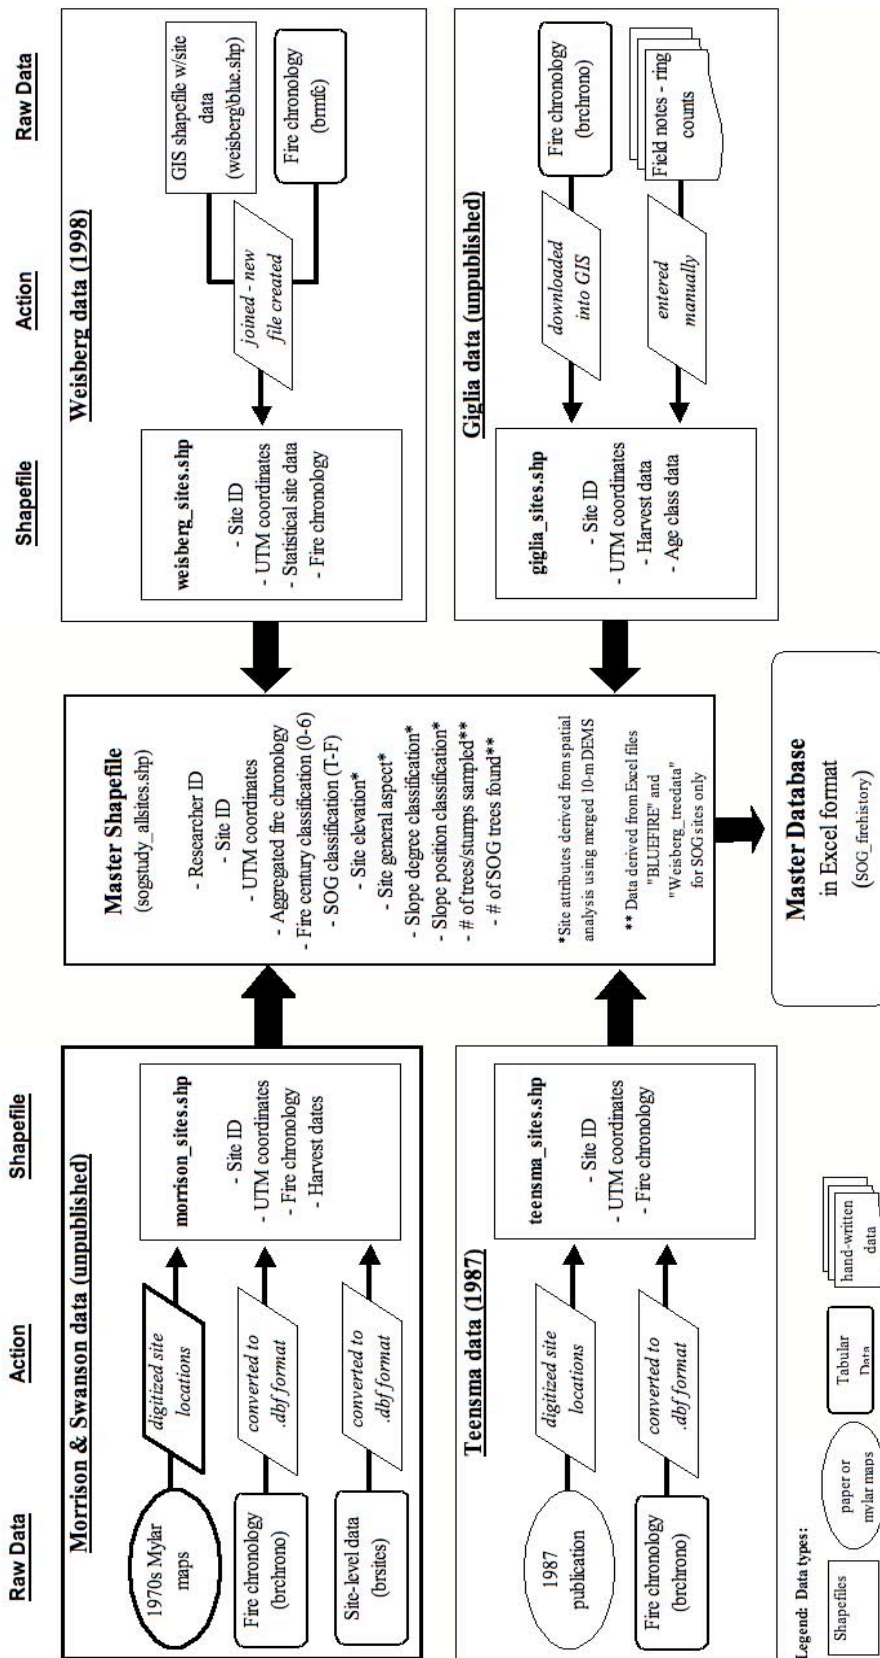 Raw Data
Action
Shapefile
Shapefile
Action
Raw Data
Morrison & Swanson data (unpublished)
1970s Mylar
maps
digitized site
locations
Fire chronology
(brchrono)
converted to
.dbf format
Site-level data
(brsites)
converted to
.dbf format
morrison_sites.shp
- Site ID
- UTM coordinates
- Fire chronology
- Harvest dates
Teensma data (1987)
1987
publication
digitized site
locations
Fire chronology
(brchrono)
converted to
.dbf format
teensma_sites.shp
- Site ID
- UTM coordinates
- Fire chronology
Master Shapefile
(sogstudy_allsites.shp)
- Researcher ID
- Site ID
- UTM coordinates
- Aggregated fire chronology
- Fire century classification (0-6)
- SOG classification (T-F)
- Site elevation*
- Site general aspect*
- Slope degree classification*
- Slope position classification*
- # of trees/stumps sampled**
- # of SOG trees found**
*Site attributes derived from spatial
analysis using merged 10-m DEMS
** Data derived from Excel files
"BLUEFIRE" and
"Weisberg_treedata"
for SOG sites only
Master Database
in Excel format
(SOG_firehistory)
Weisberg data (1998)
weisberg_sites.shp
- Site ID
- UTM coordinates
- Statistical site data
- Fire chronology
joined - new
file created
GIS shapefile w/site
data
(weisberg\blue.shp)
Fire chronology
(brmfc)
Giglia data (unpublished)
giglia_sites.shp
- Site ID
- UTM coordinates
- Harvest data
- Age class data
downloaded
into GIS
Fire chronology
(brchrono)
entered
manually
Field notes - ring
counts
Legend: Data types:
Shapefiles
paper or
mylar maps
Tabular
Data
hand-written
data